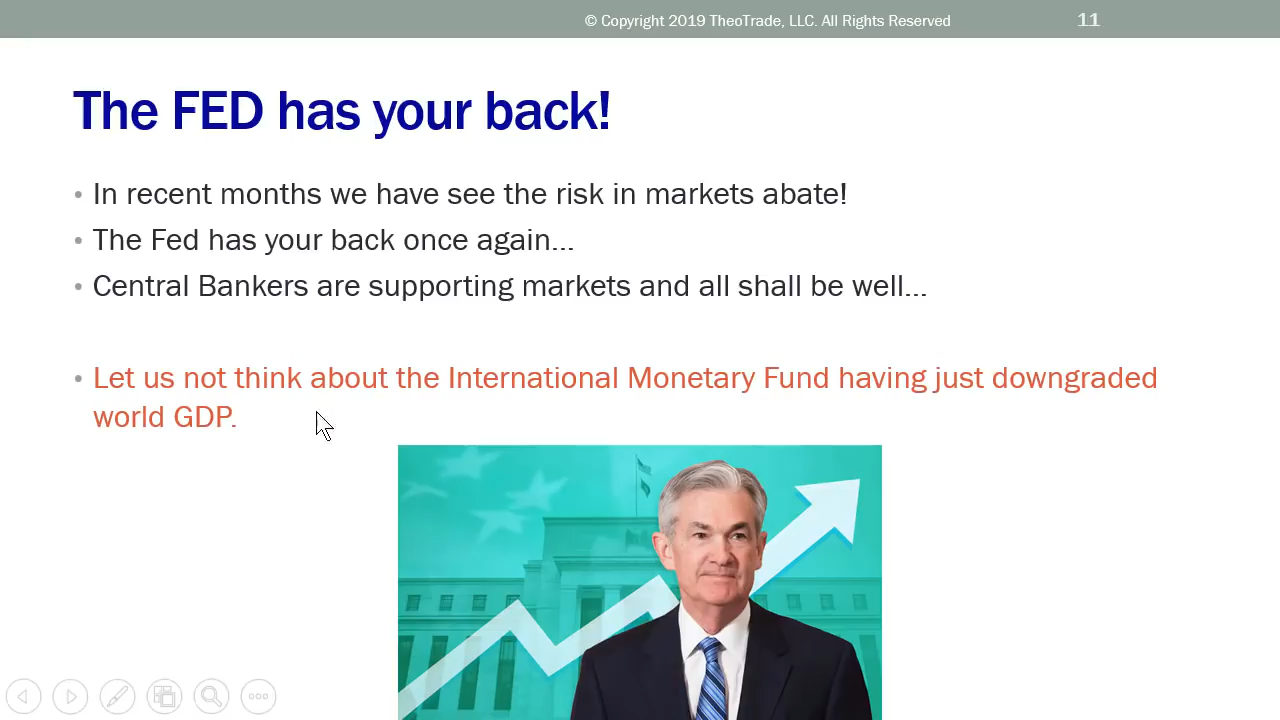 © Copyright 2019 TheoTrade, LLC. All Rights Reserved
11
The FED has your back!
• In recent months we have see the risk in markets abate!
• The Fed has your back once again...
• Central Bankers are supporting markets and all shall be well...
• Let us not think about the International Monetary Fund having just downgraded
world GDP.